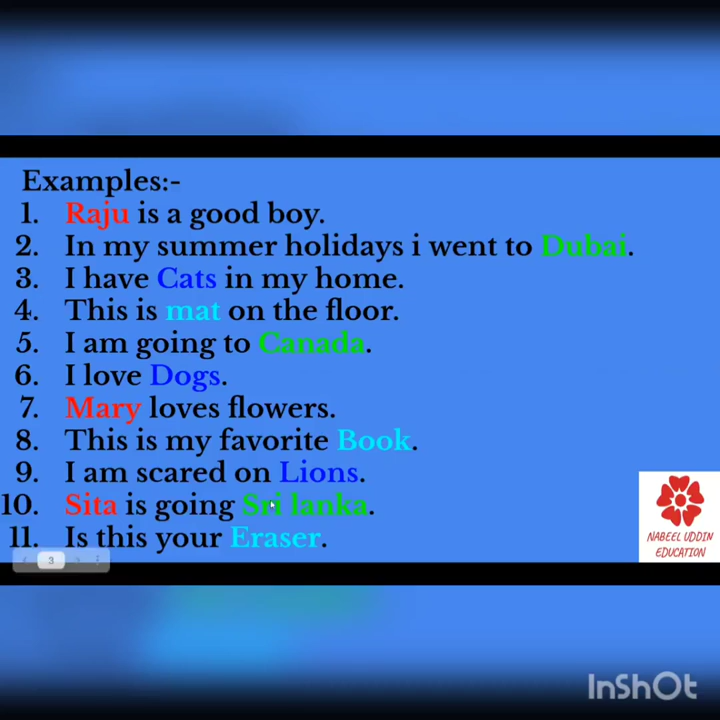 Examples:-
1. Raju is a good boy.
2. In my summer holidays i went to Dubai.
3. I have Cats in my home.
4. This is mat on the floor.
5. I am going to Canada.
6. I love Dogs.
7. Mary loves flowers.
8. This is my favorite Book.
9. I am scared on Lions.
10. Sita is going Sri lanka.
11. Is this your Eraser.
3
NABEEL UDDIN
EDUCATION
InShOt